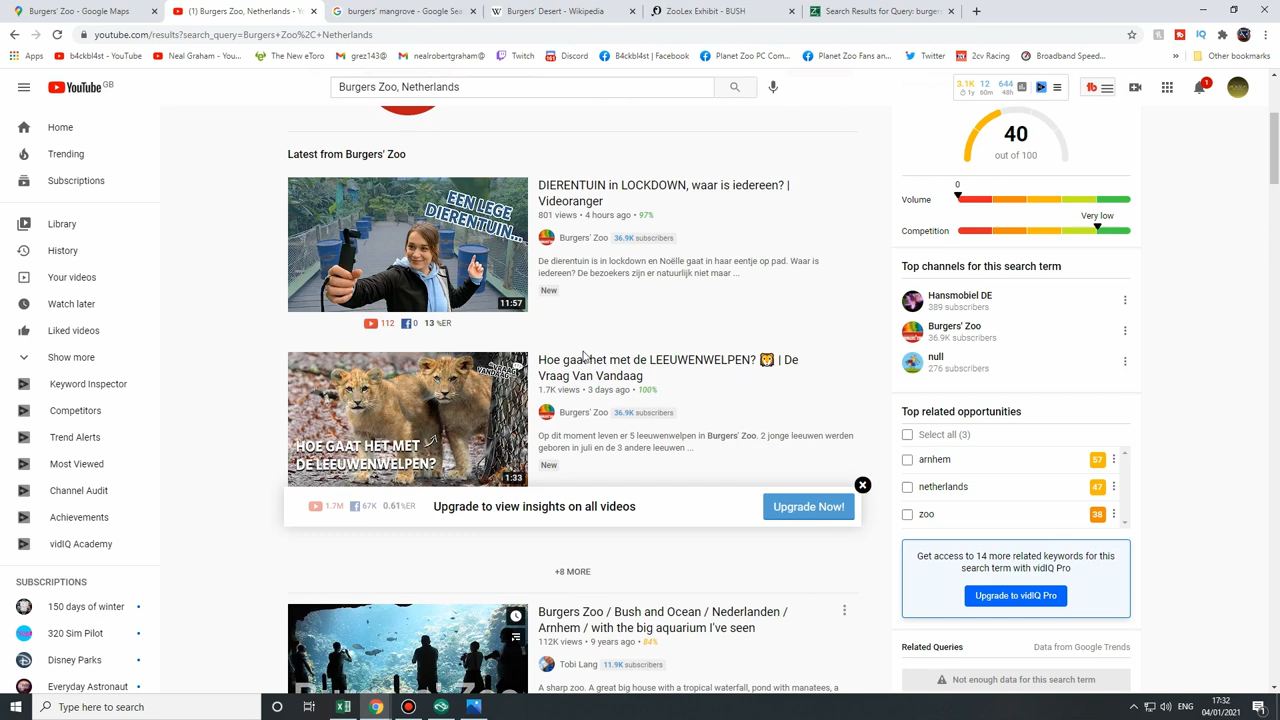 Burgers' Zoo - Google Maps
(1) Burgers Zoo, Netherlands - Yo
burgers' mangrove - Google Sea
Burgers' Desert - Wikipedia
ZooLex Exhibit - BUSH
Search Results for Query: burgers
youtube.com/results?search_query=Burgers+Zoo%2C+Netherlands
Apps
b4ckbl4st - YouTube
Neal Graham - You...
The New eToro
grez143@
nealrobertgraham@
Twitch
Discord
B4ckbl4st | Facebook
Planet Zoo PC Com...
Planet Zoo Fans an...
Twitter
2cv Racing
Broadband Speed...
»
Other bookmarks
YouTube GB
Burgers Zoo, Netherlands
3.1K 12 644
1y 60m 48h
1
Home
Trending
Subscriptions
Library
History
Your videos
Watch later
Liked videos
Show more
Keyword Inspector
Competitors
Trend Alerts
Most Viewed
Channel Audit
Achievements
vidIQ Academy
SUBSCRIPTIONS
150 days of winter
320 Sim Pilot
Disney Parks
Everyday Astronaut
Latest from Burgers' Zoo
EEN LEGE
DIERENTUIN...
11:57
DIERENTUIN in LOCKDOWN, waar is iedereen? |
Videoranger
801 views • 4 hours ago • 97%
Burgers' Zoo 36.9K subscribers
De dierentuin is in lockdown en Noëlle gaat in haar eentje op pad. Waar is
iedereen? De bezoekers zijn er natuurlijk niet maar ...
New
112 0 13 %ER
HOE GAAT HET MET
DE LEEUWENWELPEN?
1:33
Hoe gaat het met de LEEUWENWELPEN? 🦁 | De
Vraag Van Vandaag
1.7K views • 3 days ago • 100%
Burgers' Zoo 36.9K subscribers
Op dit moment leven er 5 leeuwenwelpen in Burgers' Zoo. 2 jonge leeuwen werden
geboren in juli en de 3 andere leeuwen ...
New
1.7M 67K 0.61%ER
Upgrade to view insights on all videos
Upgrade Now!
+8 MORE
Burgers Zoo / Bush and Ocean / Nederlanden /
Arnhem / with the big aquarium I've seen
112K views • 9 years ago • 84%
Tobi Lang 11.9K subscribers
A sharp zoo. A great big house with a tropical waterfall, pond with manatees, a
40
out of 100
0
Volume
Very low
Competition
Top channels for this search term
Hansmobiel DE
389 subscribers
Burgers' Zoo
36.9K subscribers
null
276 subscribers
Top related opportunities
Select all (3)
arnhem 57
netherlands 47
zoo 38
Get access to 14 more related keywords for this
search term with vidIQ Pro
Upgrade to vidIQ Pro
Related Queries
Data from Google Trends
Not enough data for this search term
Type here to search
ENG
17:32
04/01/2021